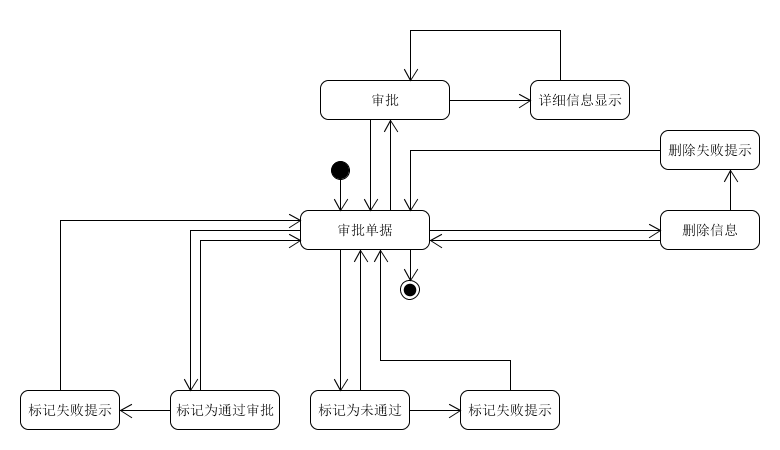 审批
详细信息显示
删除失败提示
审批单据
删除信息
标记失败提示
标记为通过审批
标记为未通过
标记失败提示